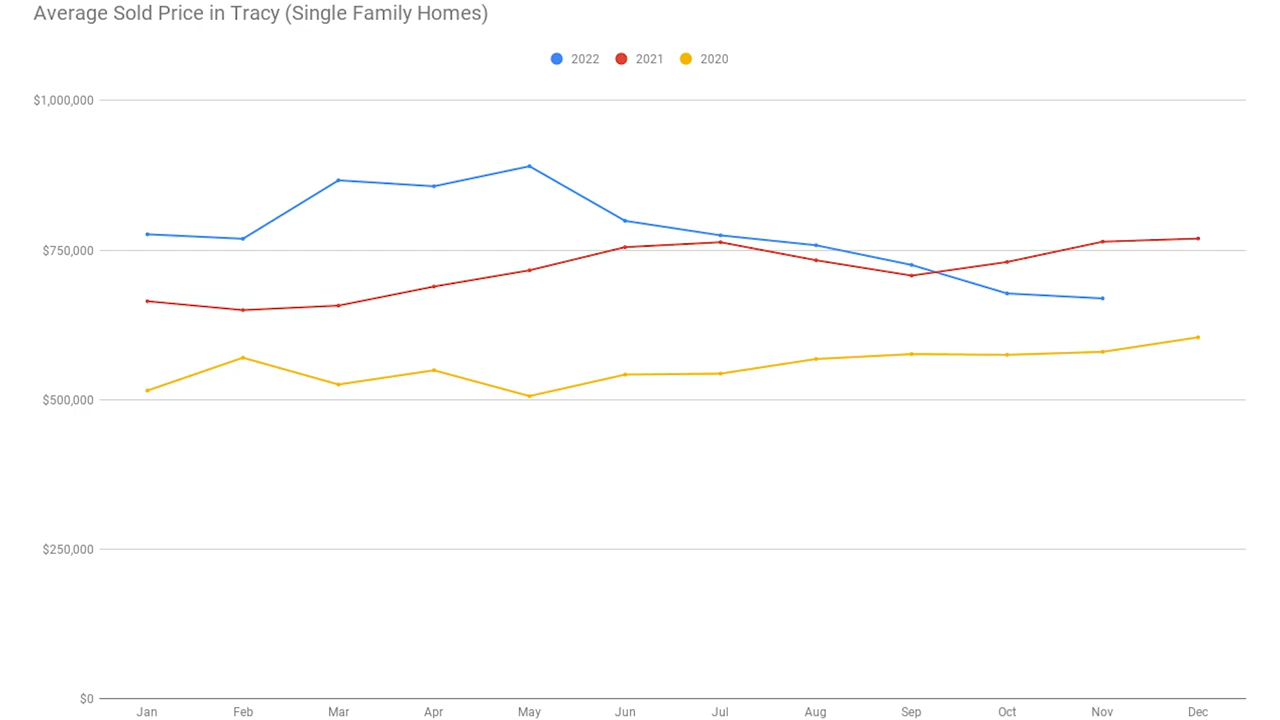 Average Sold Price in Tracy (Single Family Homes)
2022 2021 2020
$1,000,000
$750,000
$500,000
$250,000
$0
Jan Feb Mar Apr May Jun Jul Aug Sep Oct Nov Dec